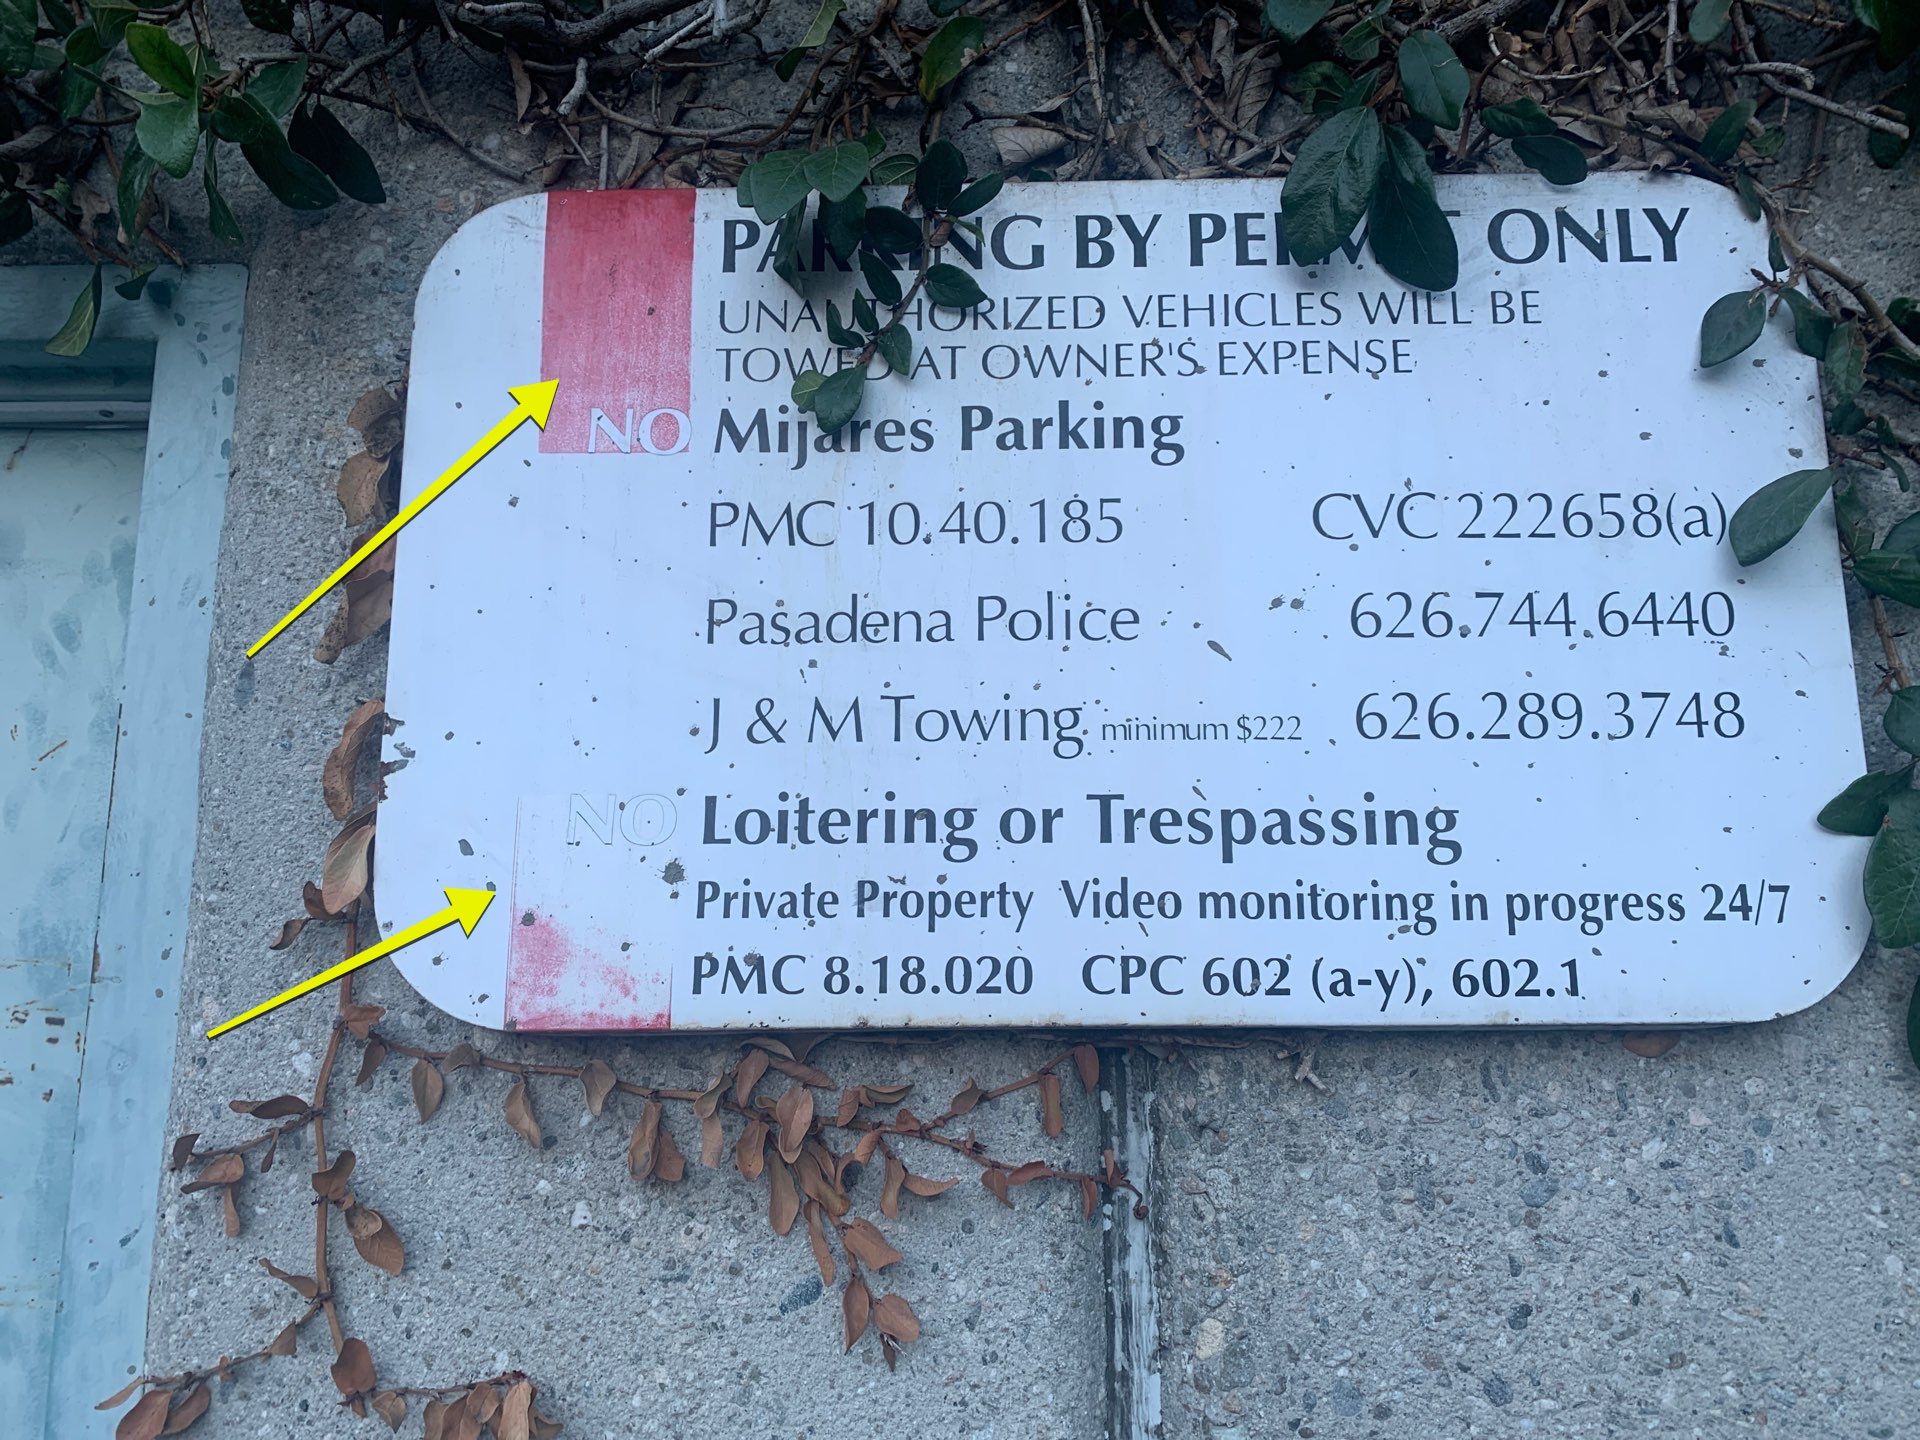 PARKING BY PERMIT ONLY
UNAUTHORIZED VEHICLES WILL BE
TOWED AT OWNER'S EXPENSE
NO Mijares Parking
PMC 10.40.185 CVC 222658(a)
Pasadena Police 626.744.6440
J & M Towing minimum $222 626.289.3748
NO Loitering or Trespassing
Private Property Video monitoring in progress 24/7
PMC 8.18.020 CPC 602 (a-y), 602.1